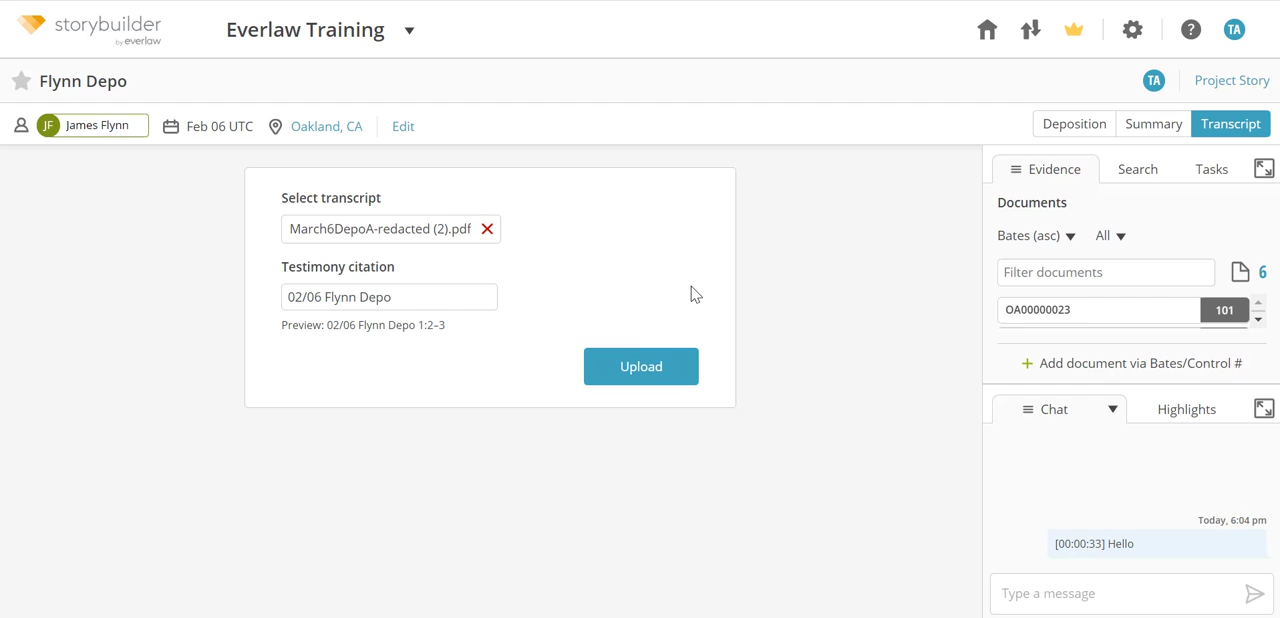 storybuilder
by everlaw
Everlaw Training
?
TA
Flynn Depo
TA
Project Story
JF James Flynn
Feb 06 UTC
Oakland, CA
Edit
Deposition
Summary
Transcript
Select transcript
March6DepoA-redacted (2).pdf
Testimony citation
02/06 Flynn Depo
Preview: 02/06 Flynn Depo 1:2–3
Upload
Evidence
Search
Tasks
Documents
Bates (asc)
All
Filter documents
6
OA00000023
101
+ Add document via Bates/Control #
Chat
Highlights
Today, 6:04 pm
[00:00:33] Hello
Type a message